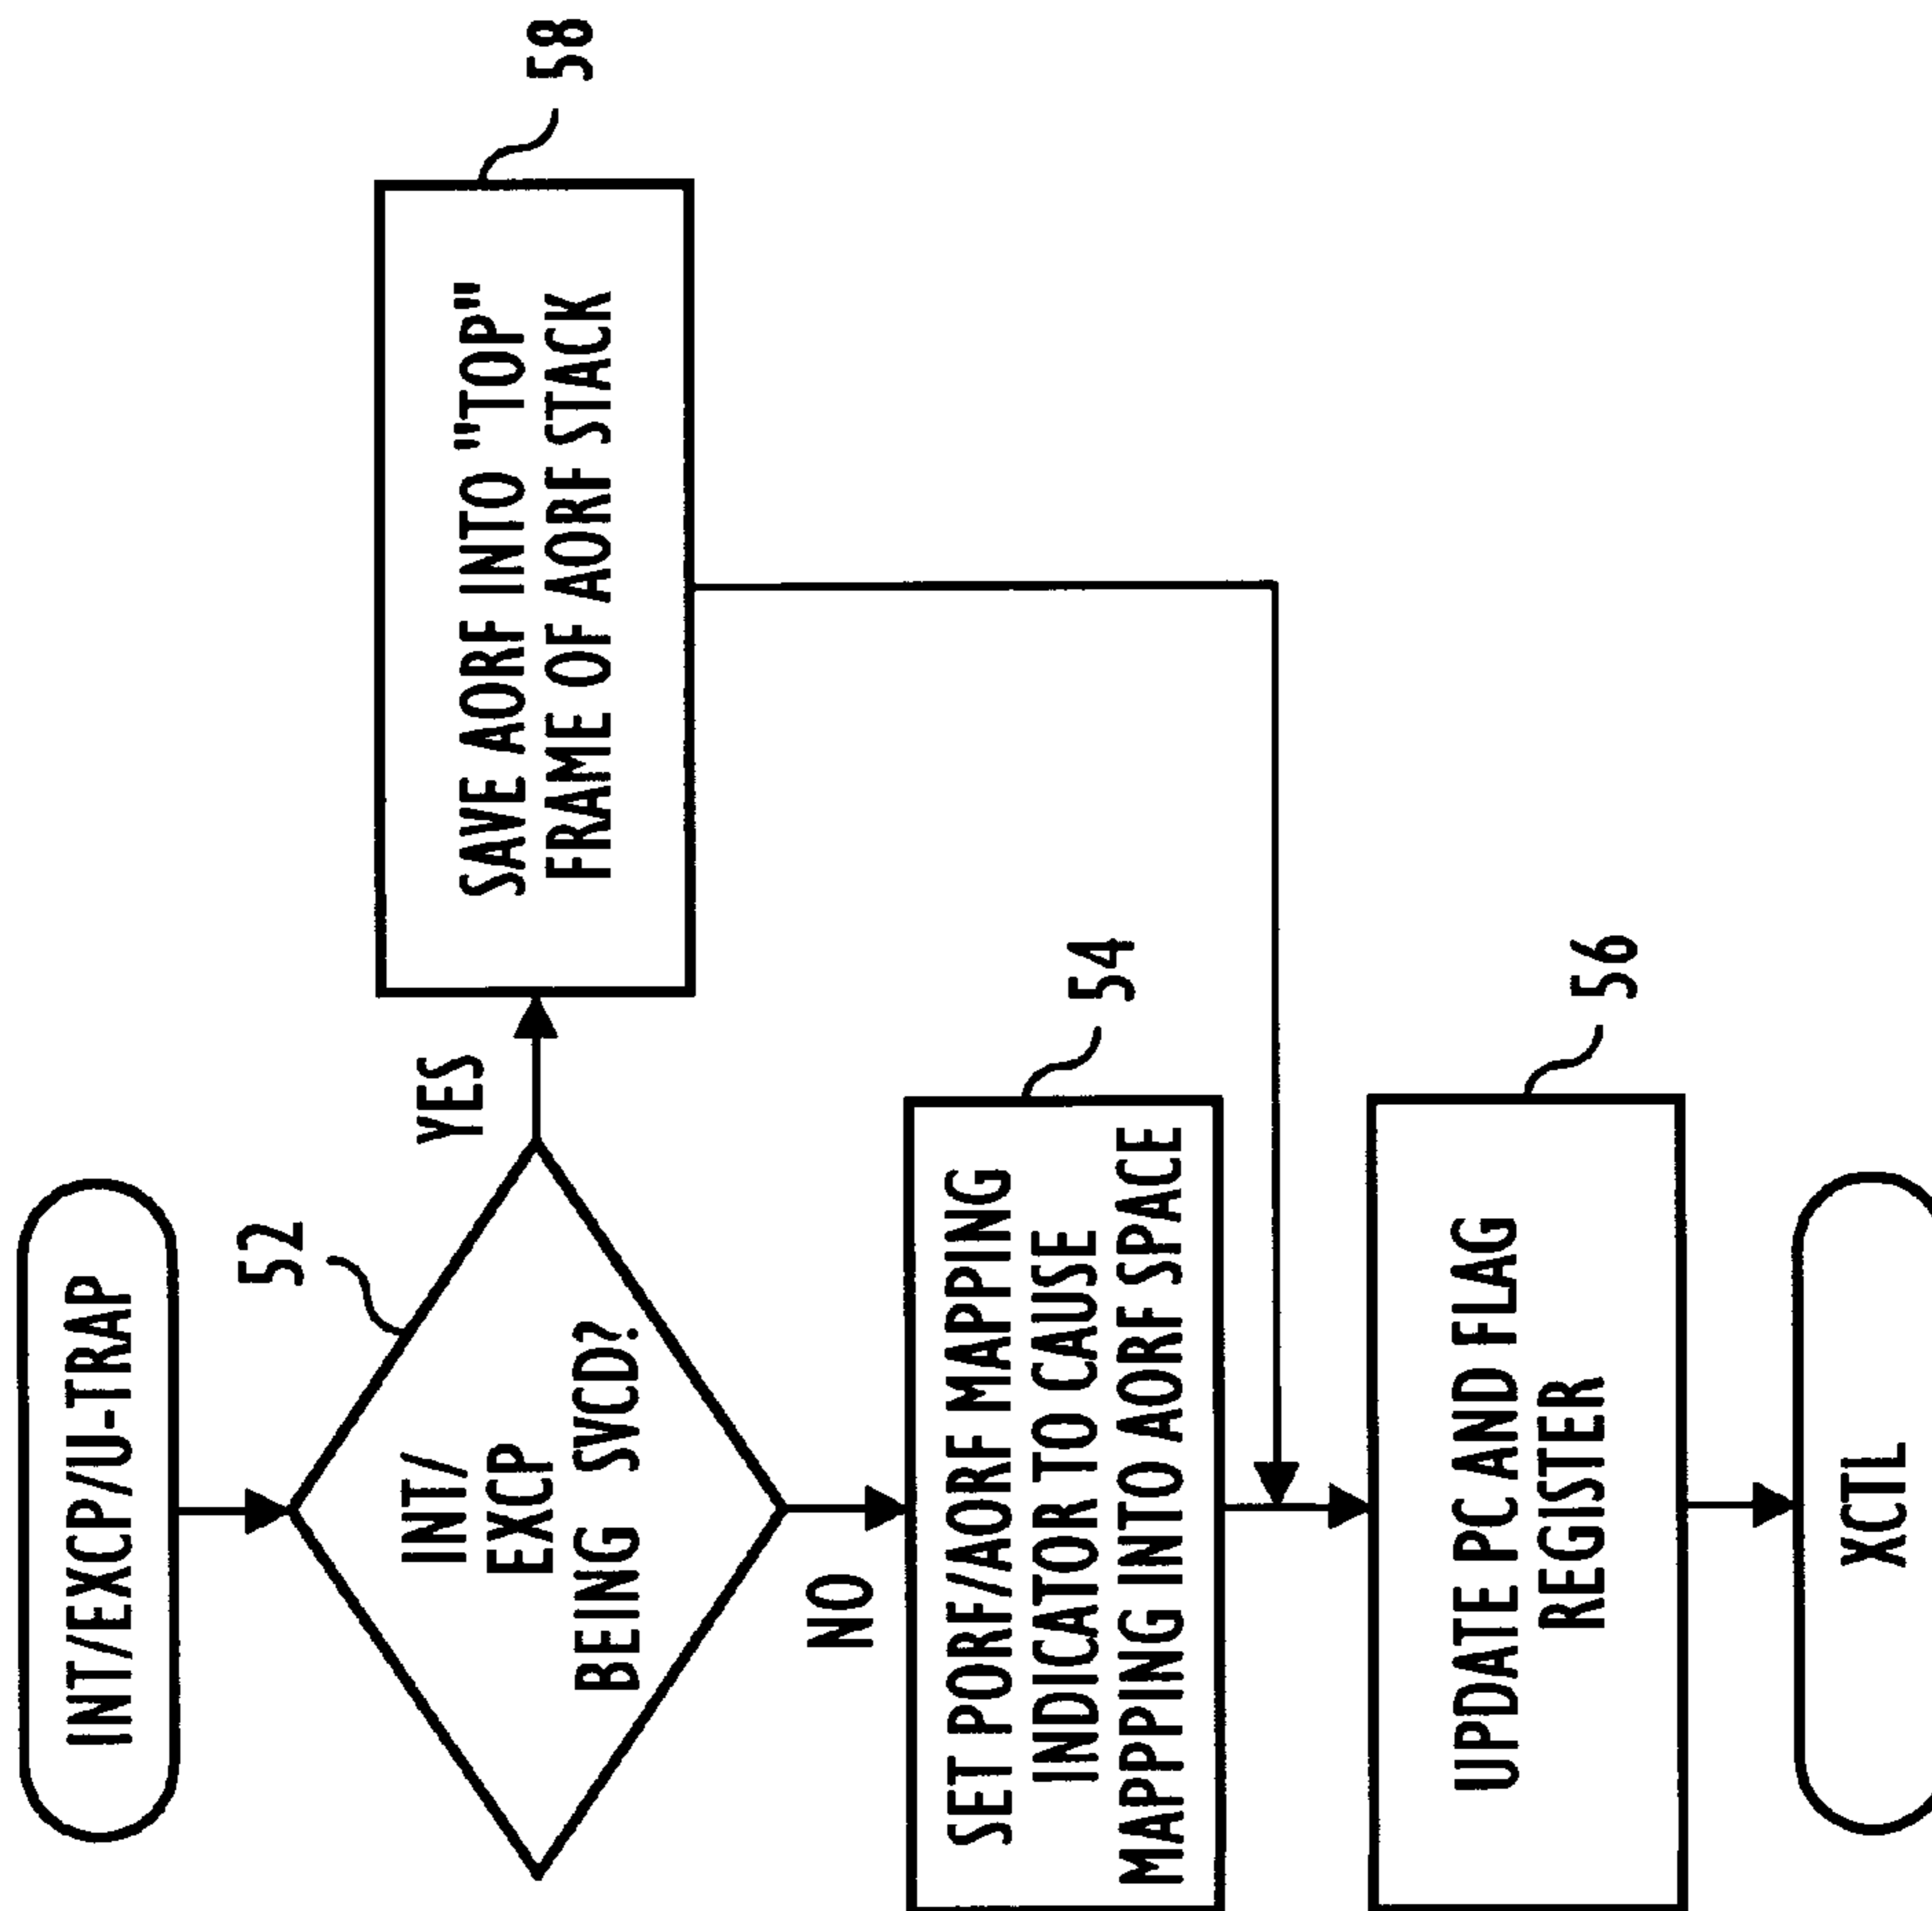 INT/EXCP/U-TRAP
52
INT/
EXCP
BEING SVCD?
YES
SAVE AORF INTO "TOP"
FRAME OF AORF STACK
58
NO
SET PORF/AORF MAPPING
INDICATOR TO CAUSE
MAPPING INTO AORF SPACE
54
UPDATE PC AND FLAG
REGISTER
56
XCTL